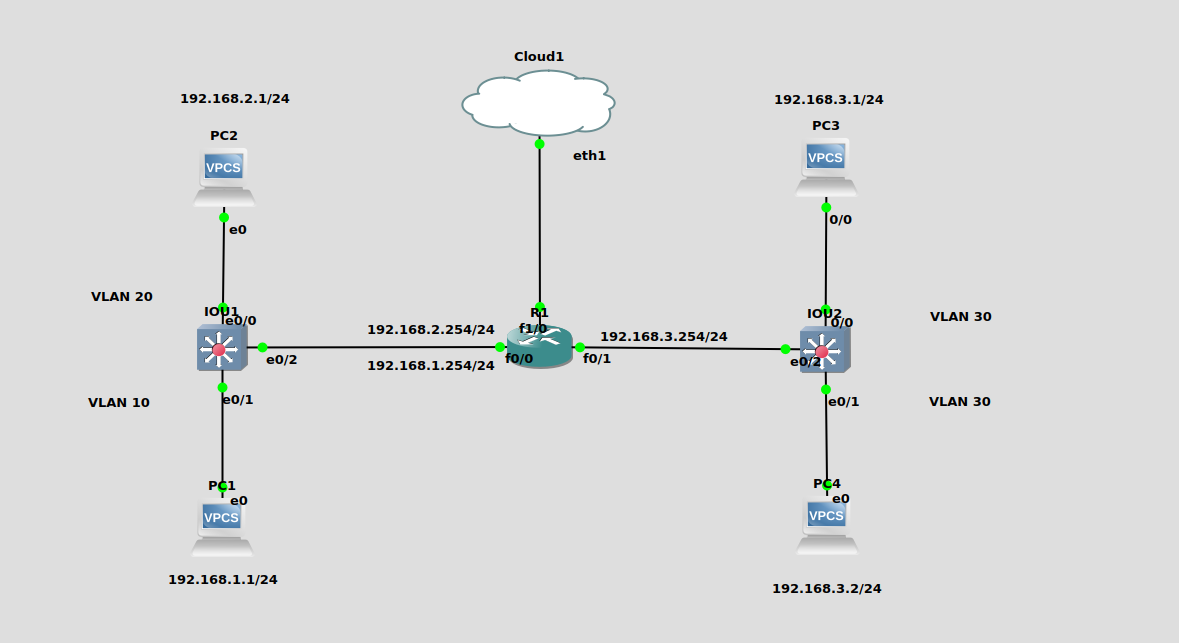 Cloud1
192.168.2.1/24
192.168.3.1/24
PC2
PC3
VPCS
VPCS
eth1
e0
0/0
VLAN 20
IOU1
e0/0
R1
f1/0
IOU2
0/0
VLAN 30
192.168.2.254/24
192.168.3.254/24
e0/2
192.168.1.254/24
f0/0
f0/1
e0/2
VLAN 10
e0/1
e0/1
VLAN 30
PC1
e0
PC4
e0
VPCS
VPCS
192.168.1.1/24
192.168.3.2/24